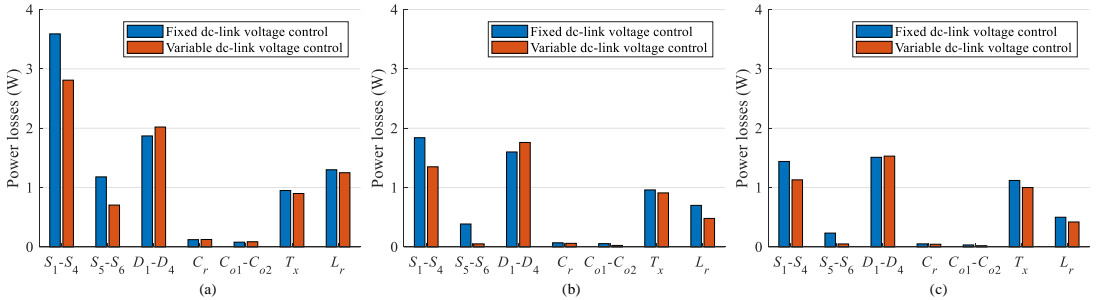 4
3
2
1
0
Power losses (W)
Fixed dc-link voltage control
Variable dc-link voltage control
S1-S4 S5-S6 D1-D4 Cr Co1-Co2 Tx Lr
(a)
4
3
2
1
0
Power losses (W)
Fixed dc-link voltage control
Variable dc-link voltage control
S1-S4 S5-S6 D1-D4 Cr Co1-Co2 Tx Lr
(b)
4
3
2
1
0
Power losses (W)
Fixed dc-link voltage control
Variable dc-link voltage control
S1-S4 S5-S6 D1-D4 Cr Co1-Co2 Tx Lr
(c)